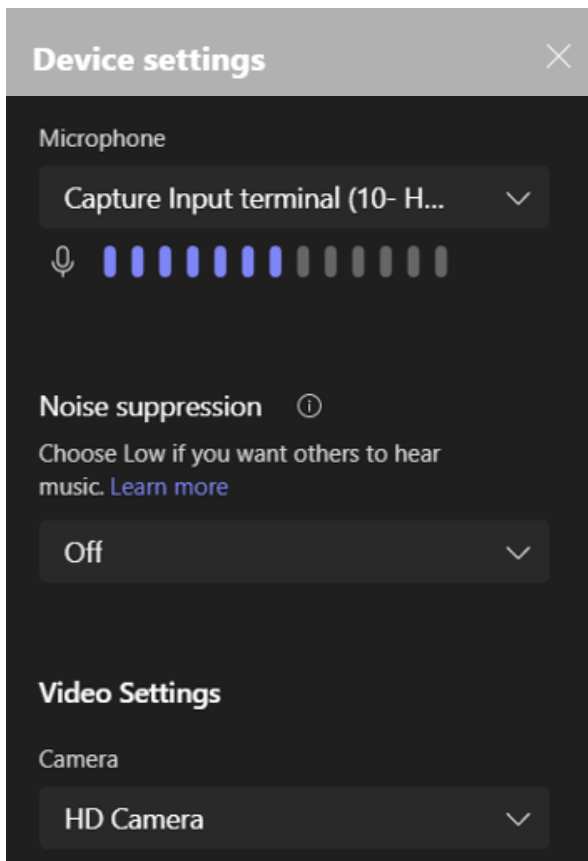 Device settings
Microphone
Capture Input terminal (10- H...
Noise suppression
Choose Low if you want others to hear
music. Learn more
Off
Video Settings
Camera
HD Camera